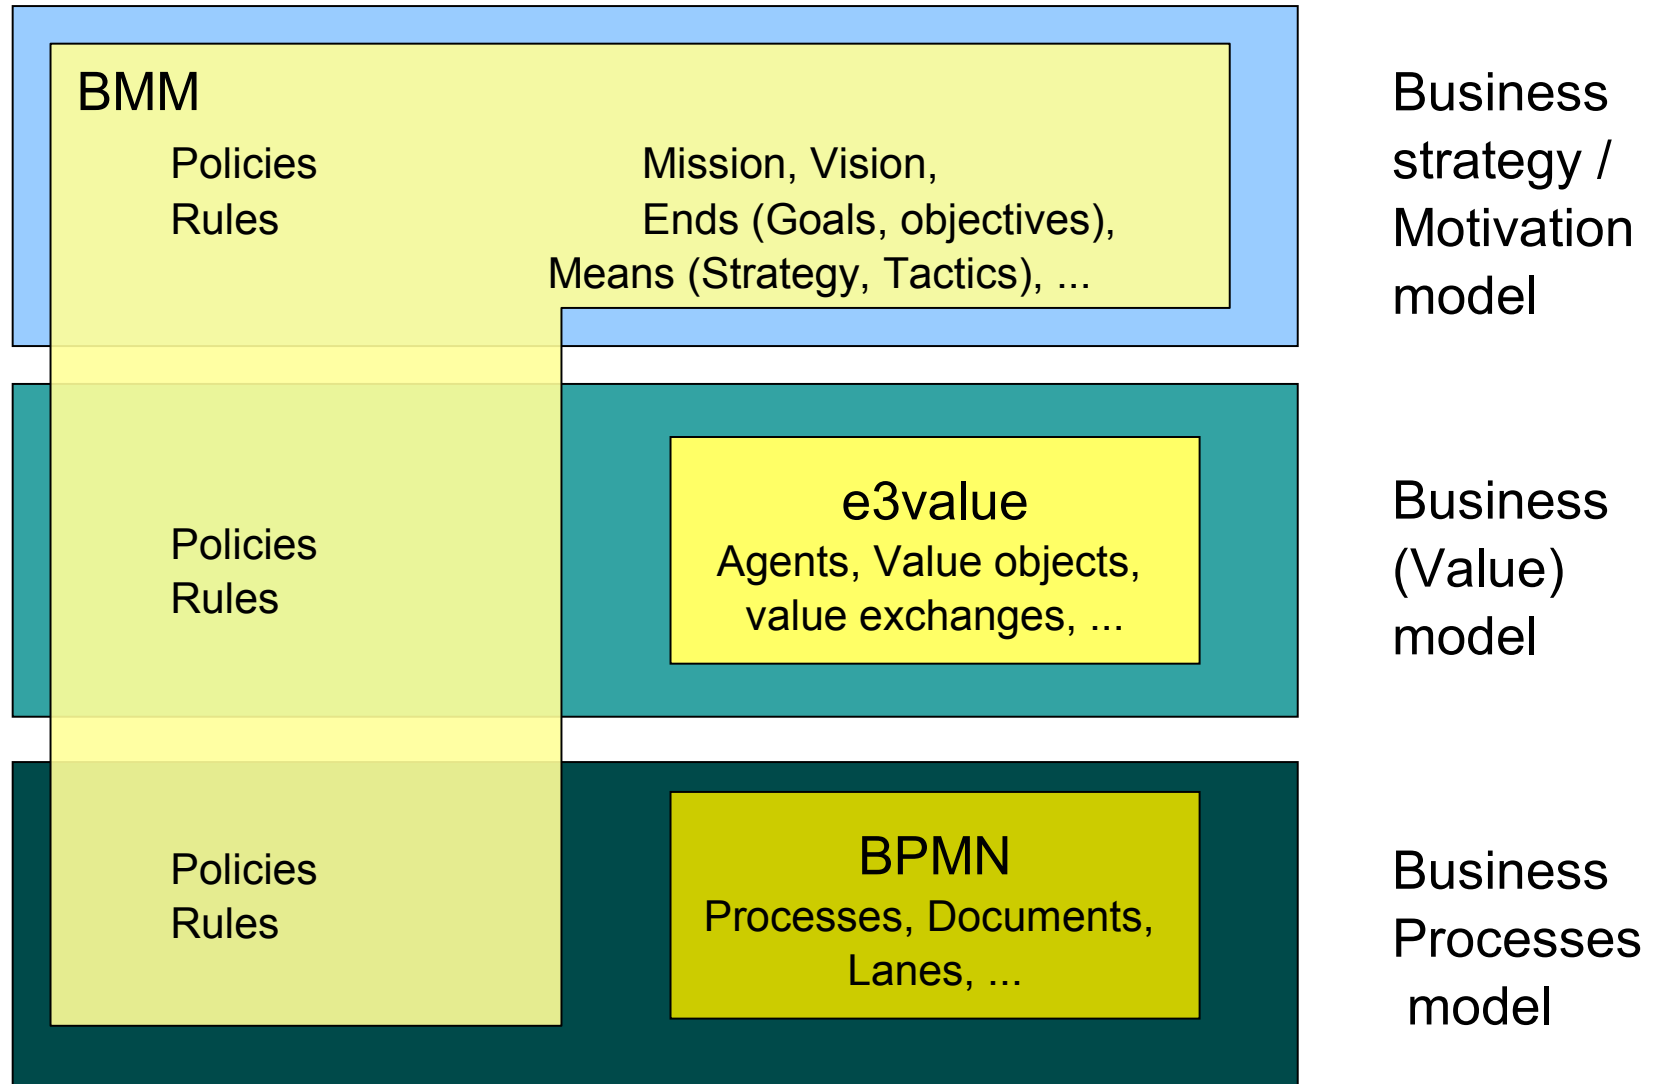 BMM
Policies
Rules
Mission, Vision,
Ends (Goals, objectives),
Means (Strategy, Tactics), ...
Business
strategy /
Motivation
model
Policies
Rules
e3value
Agents, Value objects,
value exchanges, ...
Business
(Value)
model
Policies
Rules
BPMN
Processes, Documents,
Lanes, ...
Business
Processes
model